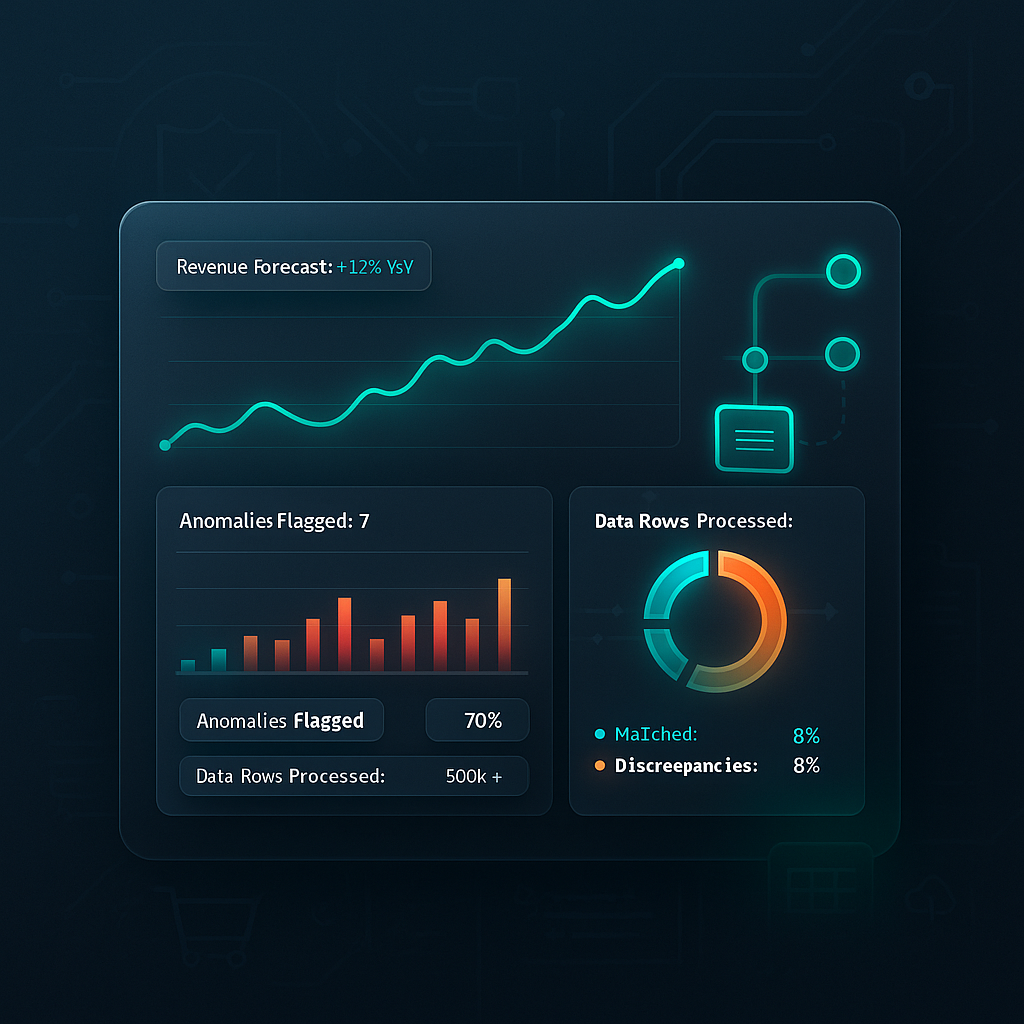 Revenue Forecast: +12% YsY
Anomalies Flagged: 7
Anomalies Flagged 70%
Data Rows Processed: 500k +
Data Rows Processed:
MaIched: 8%
Discreepancies: 8%